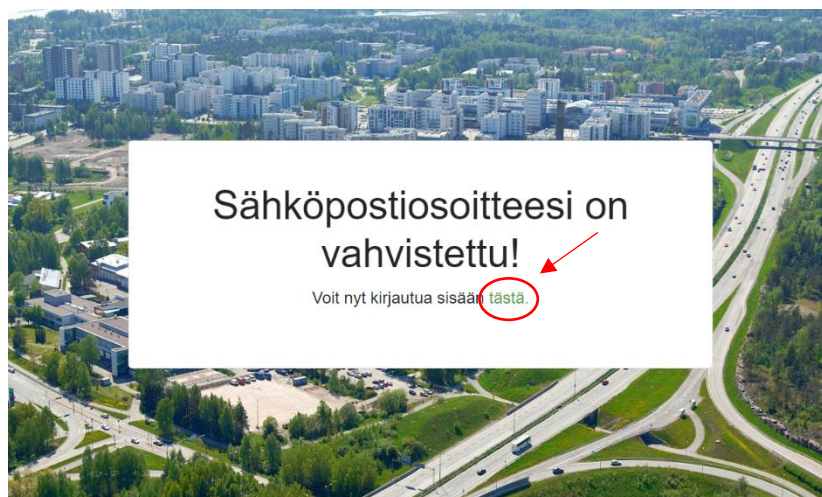 Sähköpostiosoitteesi on
vahvistettu!
Voit nyt kirjautua sisään tästä.